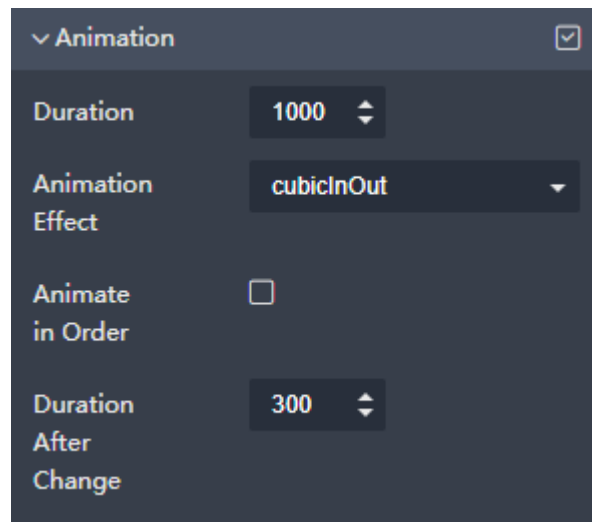 Animation
Duration 1000
Animation cubicInOut
Effect
Animate
in Order
Duration 300
After
Change